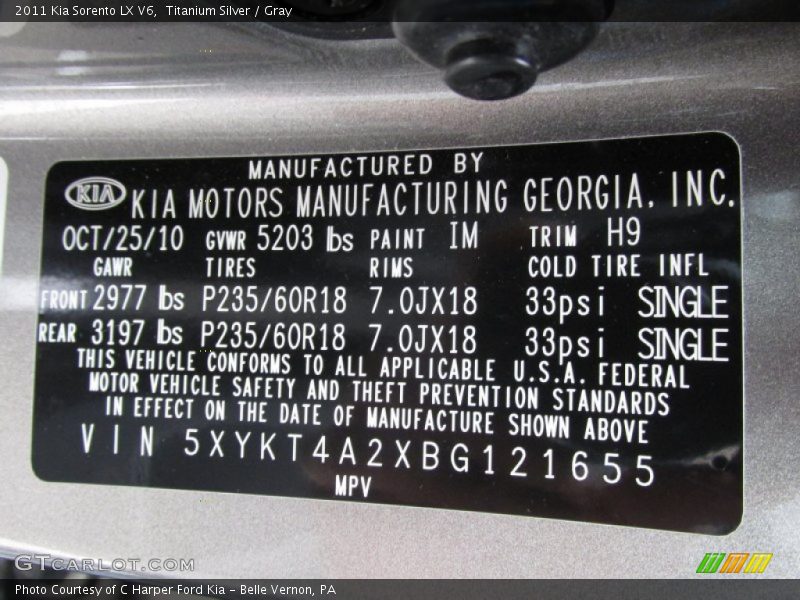 2011 Kia Sorento LX V6, Titanium Silver / Gray
MANUFACTURED BY
KIA KIA MOTORS MANUFACTURING GEORGIA, INC.
OCT/25/10 GVWR 5203 lbs PAINT IM TRIM H9
GAWR TIRES RIMS COLD TIRE INFL
FRONT 2977 lbs P235/60R18 7.0JX18 33psi SINGLE
REAR 3197 lbs P235/60R18 7.0JX18 33psi SINGLE
THIS VEHICLE CONFORMS TO ALL APPLICABLE U.S.A. FEDERAL
MOTOR VEHICLE SAFETY AND THEFT PREVENTION STANDARDS
IN EFFECT ON THE DATE OF MANUFACTURE SHOWN ABOVE
VIN 5XYKT4A2XBG121655
MPV
GTCARLOT.COM
Photo Courtesy of C Harper Ford Kia - Belle Vernon, PA